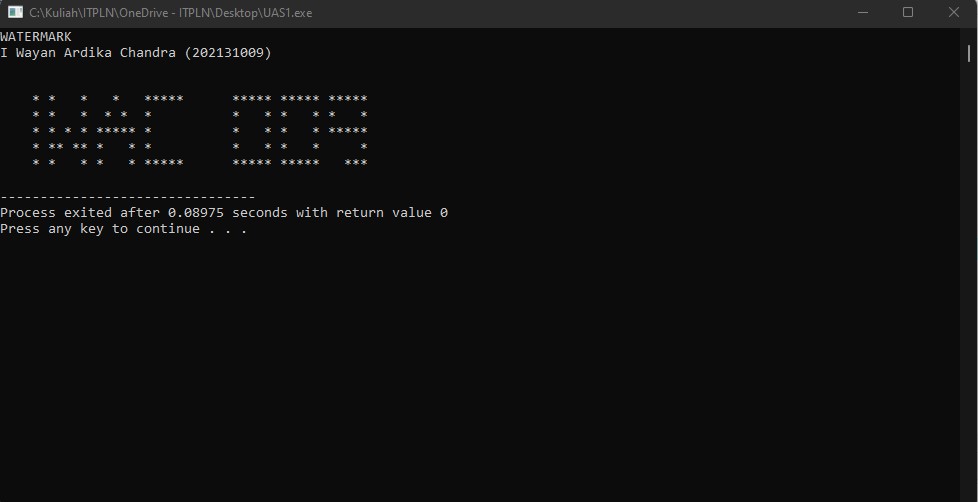 C:\Kuliah\ITPLN\OneDrive - ITPLN\Desktop\UAS1.exe
WATERMARK
I Wayan Ardika Chandra (202131009)
    * *   *   *   *****      ***** ***** *****
    * *   *  * *  *          *   * *   * *   *
    * * * * ***** *          *   * *   * *****
    * ** ** *   * *          *   * *   *     *
    * *   * *   * *****      ***** *****   ***
--------------------------------
Process exited after 0.08975 seconds with return value 0
Press any key to continue . . .